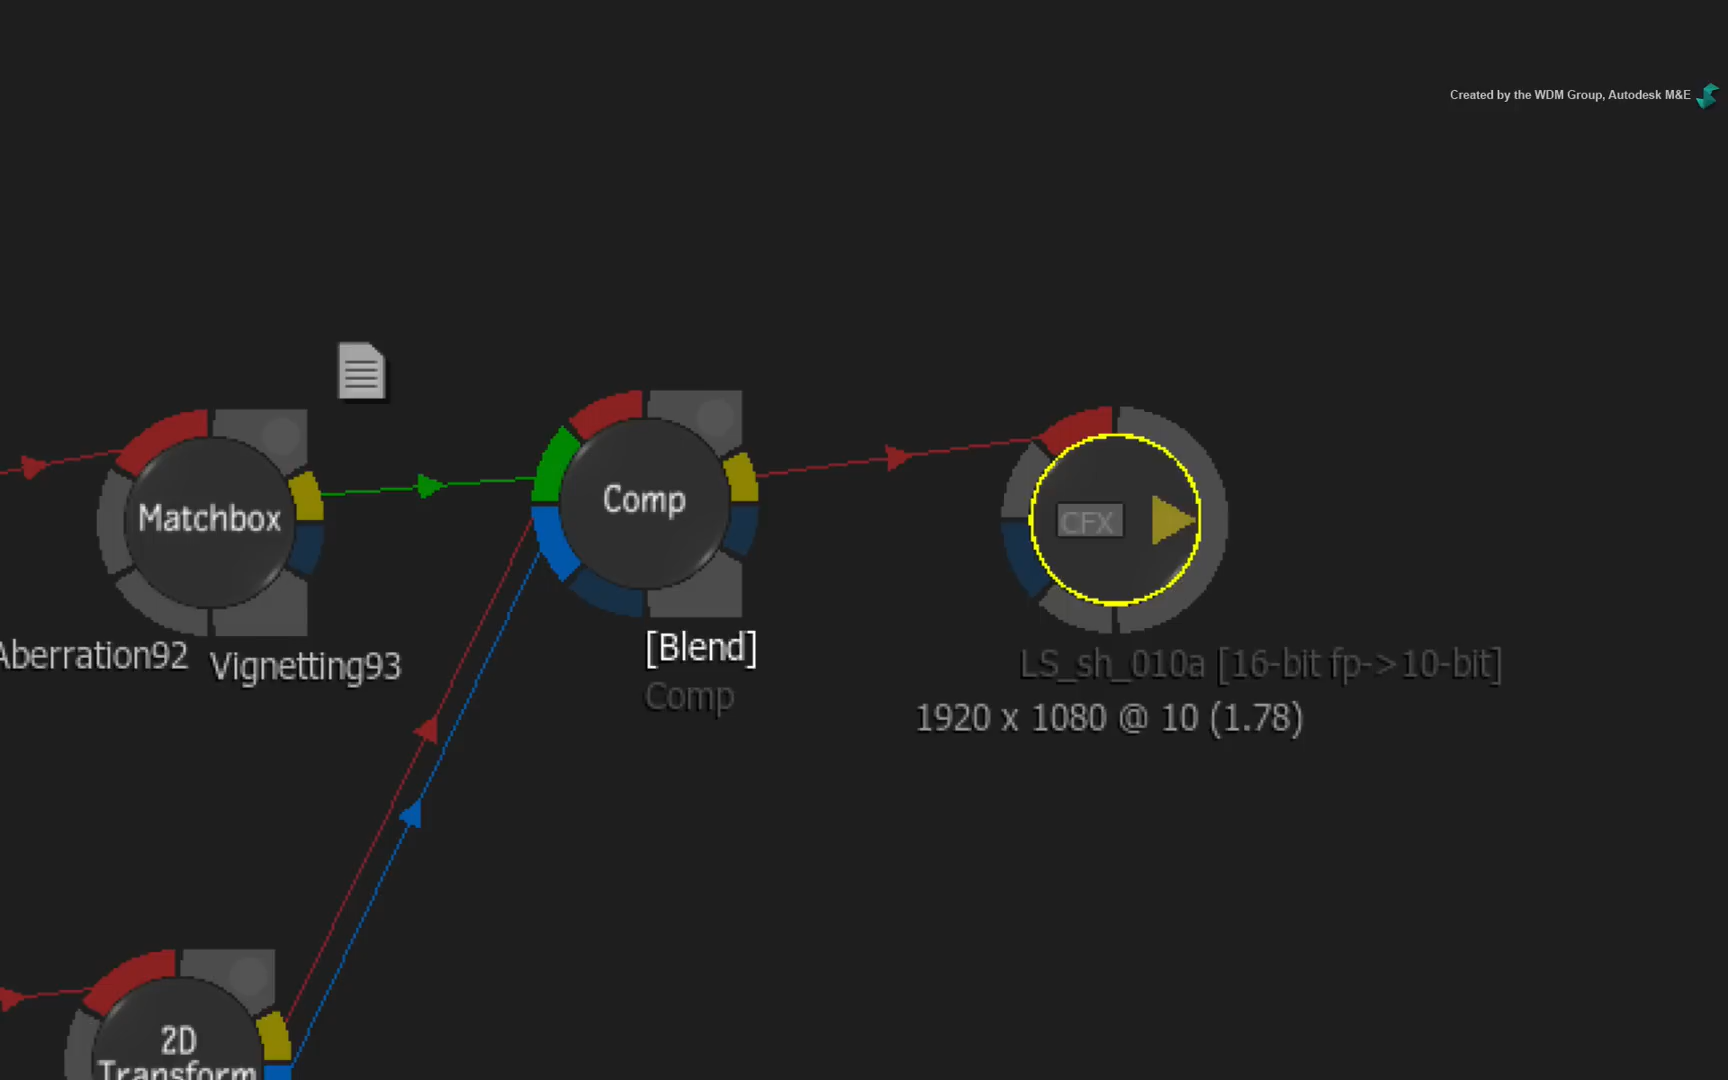 Created by the WDM Group, Autodesk M&E
Matchbox
Comp
CFX
Aberration92
Vignetting93
[Blend]
Comp
LS_sh_010a [16-bit fp->10-bit]
1920 x 1080 @ 10 (1.78)
2D
Transform